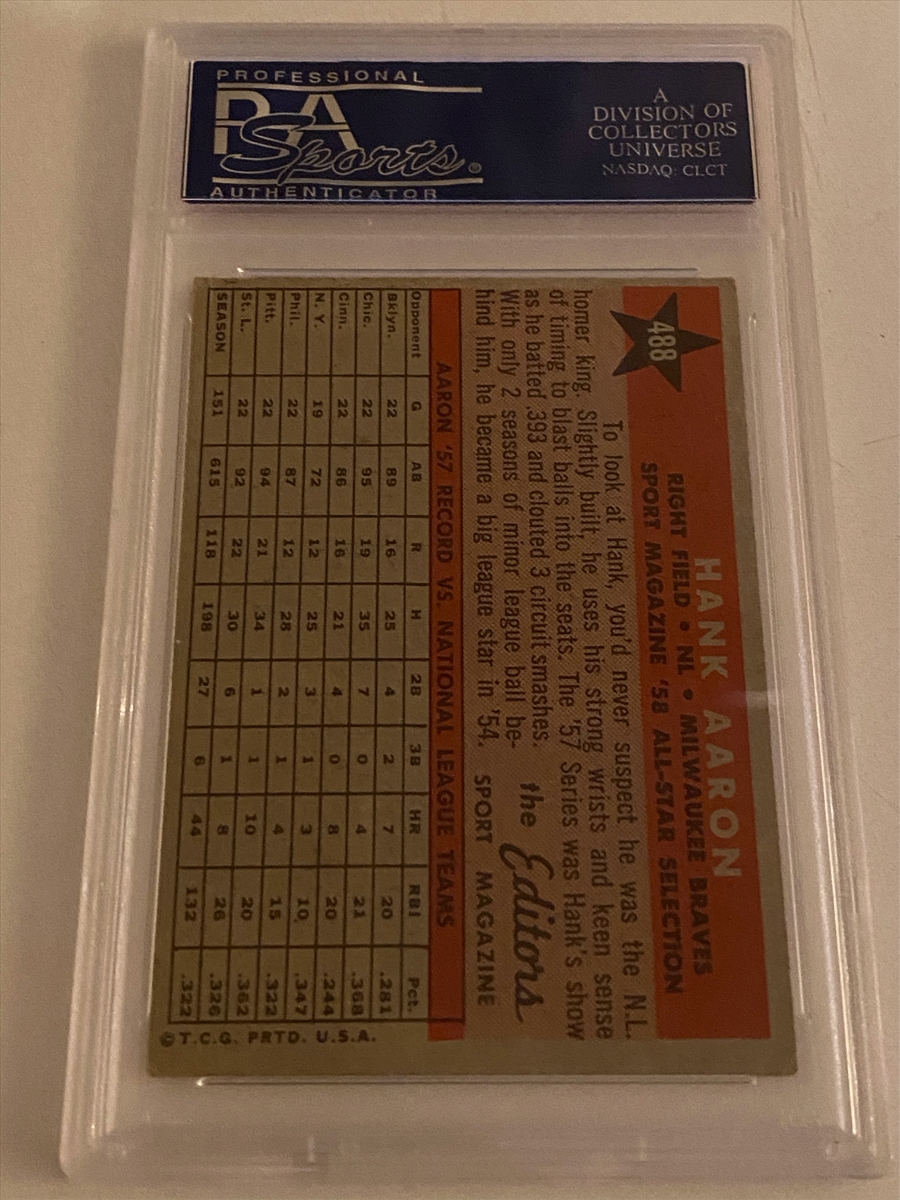 PROFESSIONAL
PSA
Sports®
AUTHENTICATOR
A
DIVISION OF
COLLECTORS
UNIVERSE
NASDAQ: CLCT
488
HANK AARON
RIGHT FIELD • NL • MILWAUKEE BRAVES
SPORT MAGAZINE '58 ALL-STAR SELECTION
To look at Hank, you'd never suspect he was the N.L.
homer king. Slightly built, he uses his strong wrists and keen sense
of timing to blast balls into the seats. The '57 Series was Hank's show
as he batted .393 and clouted 3 circuit smashes.
With only 2 seasons of minor league ball be-
hind him, he became a big league star in '54.
the Editors
SPORT MAGAZINE
AARON '57 RECORD VS. NATIONAL LEAGUE TEAMS
Opponent G AB R H 2B 3B HR RBI Pct.
Bklyn. 22 89 16 25 4 2 7 20 .281
Chic. 22 95 19 35 7 0 4 21 .368
Cinn. 22 86 16 21 4 0 8 20 .244
N. Y. 19 72 12 25 3 1 3 10 .347
Phil. 22 87 12 28 2 1 4 15 .322
Pitt. 22 94 21 34 1 1 10 20 .362
St. L. 22 92 22 30 6 1 8 26 .326
SEASON 151 615 118 198 27 6 44 132 .322
© T.C.G. PRTD. U.S.A.